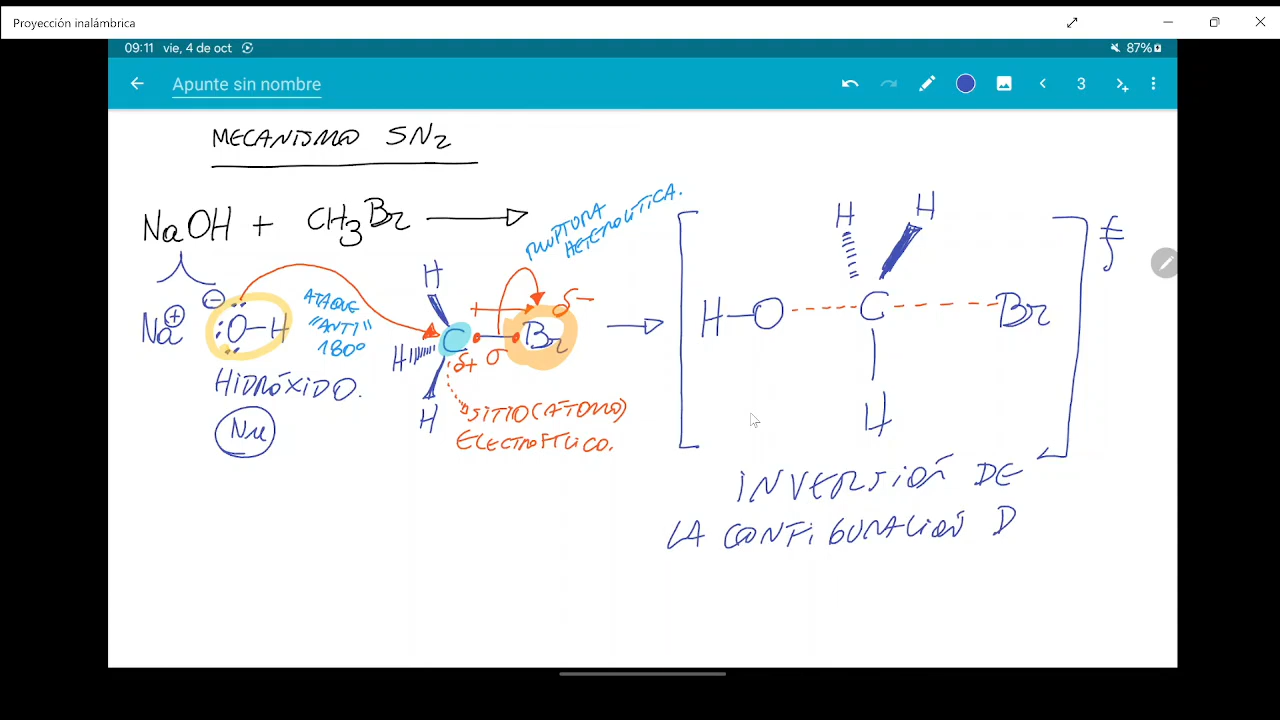 Proyección inalámbrica
09:11 vie, 4 de oct 87%
Apunte sin nombre
3
MECANISMO SN2
NaOH + CH3Br
RUPTURA
HETEROLÍTICA.
Na+ − :O−H
ATAQUE
"ANTI"
180º
HIDRÓXIDO.
Nu
H
H C Br
H
δ+ σ δ−
SITIO (ÁTOMO)
ELECTROFÍLICO.
H H
H−O C Br
H
‡
INVERSIÓN DE
LA CONFIGURACIÓN D